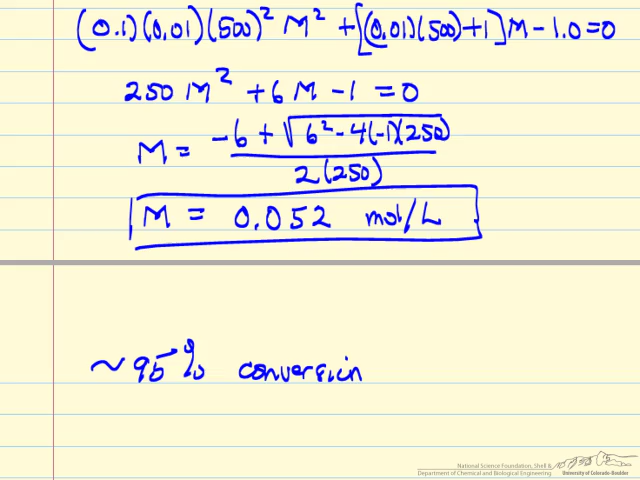 (0.1)(0.01)(500)² M² + [(0.01)(500)+1]M - 1.0 = 0
250 M² + 6 M - 1 = 0
M = -6 + √6² - 4(-1)(250)
2(250)
M = 0.052 mol/L
~95% conversion
National Science Foundation, Shell &
Department of Chemical and Biological Engineering
University of Colorado-Boulder